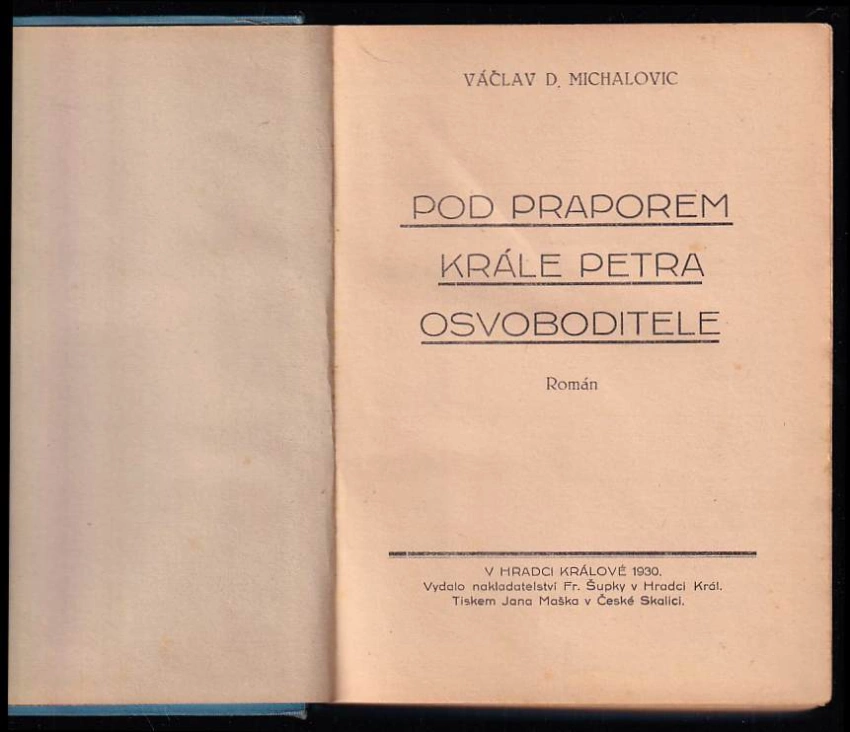 VÁČLAV D. MICHALOVIC
POD PRAPOREM
KRÁLE PETRA
OSVOBODITELE
Román
V HRADCI KRÁLOVÉ 1930.
Vydalo nakladatelství Fr. Šupky v Hradci Král.
Tiskem Jana Maška v České Skalici.